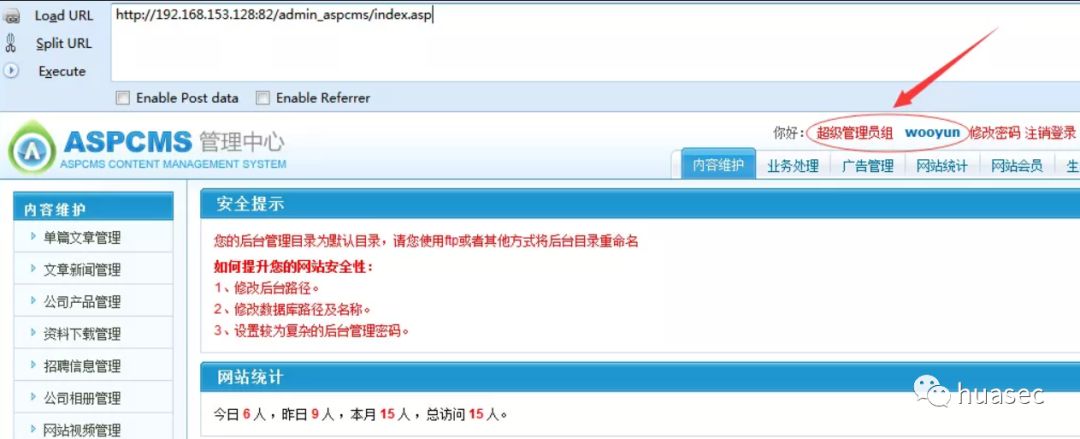 Load URL
http://192.168.153.128:82/admin_aspcms/index.asp
Split URL
Execute
Enable Post data Enable Referrer
ASPCMS 管理中心
ASPCMS CONTENT MANAGEMENT SYSTEM
你好： 超级管理员组 wooyun 修改密码 注销登录
内容维护 业务处理 广告管理 网站统计 网站会员 生
内容维护
单篇文章管理
文章新闻管理
公司产品管理
资料下载管理
招聘信息管理
公司相册管理
网站视频管理
安全提示
您的后台管理目录为默认目录，请您使用ftp或者其他方式将后台目录重命名
如何提升您的网站安全性：
1、修改后台路径。
2、修改数据库路径及名称。
3、设置较为复杂的后台管理密码。
网站统计
今日 6 人，昨日 9 人，本月 15 人，总访问 15 人。
huasec